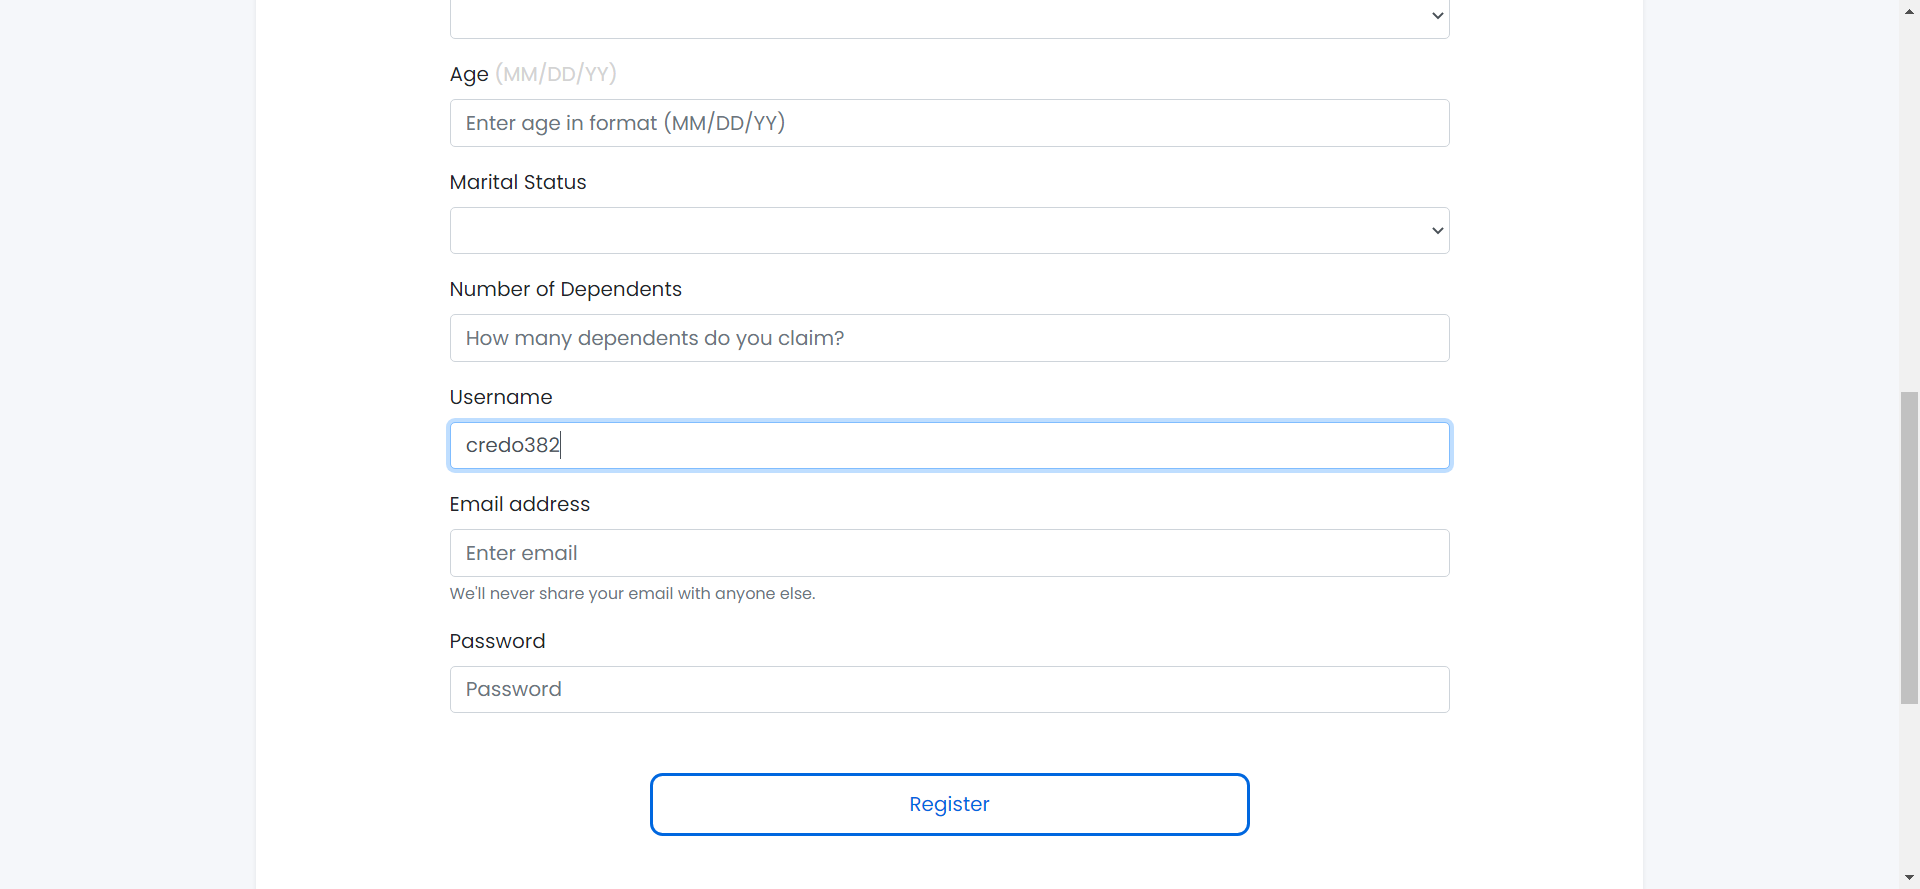 Age (MM/DD/YY)
Enter age in format (MM/DD/YY)
Marital Status
Number of Dependents
How many dependents do you claim?
Username
credo382
Email address
Enter email
We'll never share your email with anyone else.
Password
Password
Register